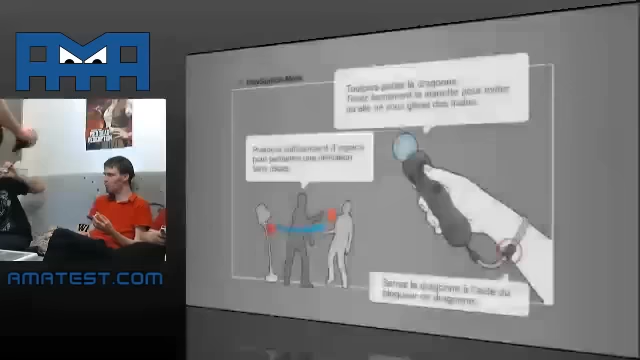 AMA
Toujours porter la dragonne.
Tenez fermement la manette pour éviter
qu'elle ne vous glisse des mains.
Prévoyez suffisamment d'espace
pour permettre une utilisation
sans risque.
Serrez la dragonne à l'aide du
bloqueur de dragonne.
AMATEST.COM